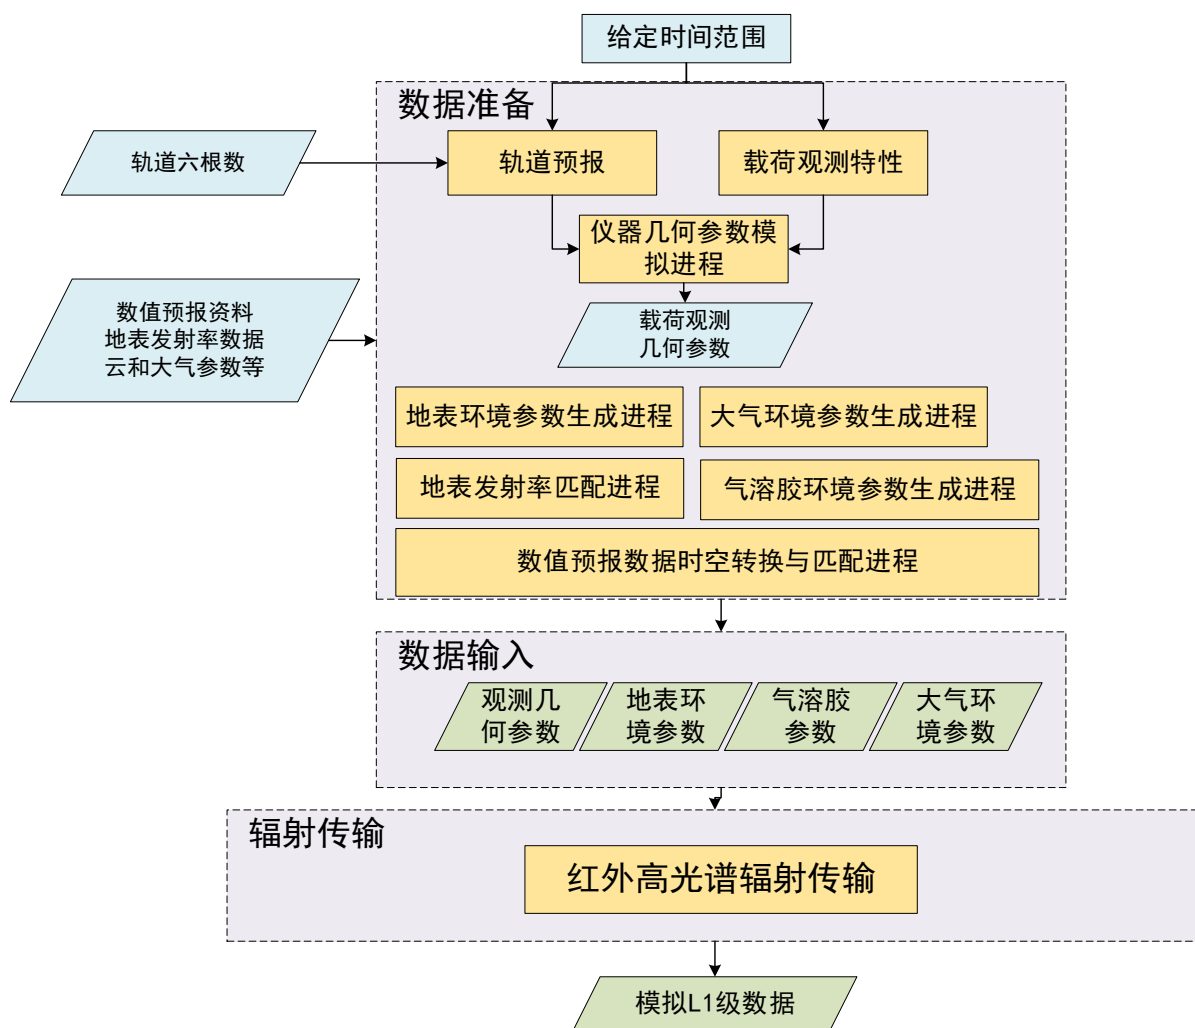 给定时间范围
数据准备
轨道六根数
轨道预报
载荷观测特性
仪器几何参数模
拟进程
数值预报资料
地表发射率数据
云和大气参数等
载荷观测
几何参数
地表环境参数生成进程
大气环境参数生成进程
地表发射率匹配进程
气溶胶环境参数生成进程
数值预报数据时空转换与匹配进程
数据输入
观测几
何参数
地表环
境参数
气溶胶
参数
大气环
境参数
辐射传输
红外高光谱辐射传输
模拟L1级数据